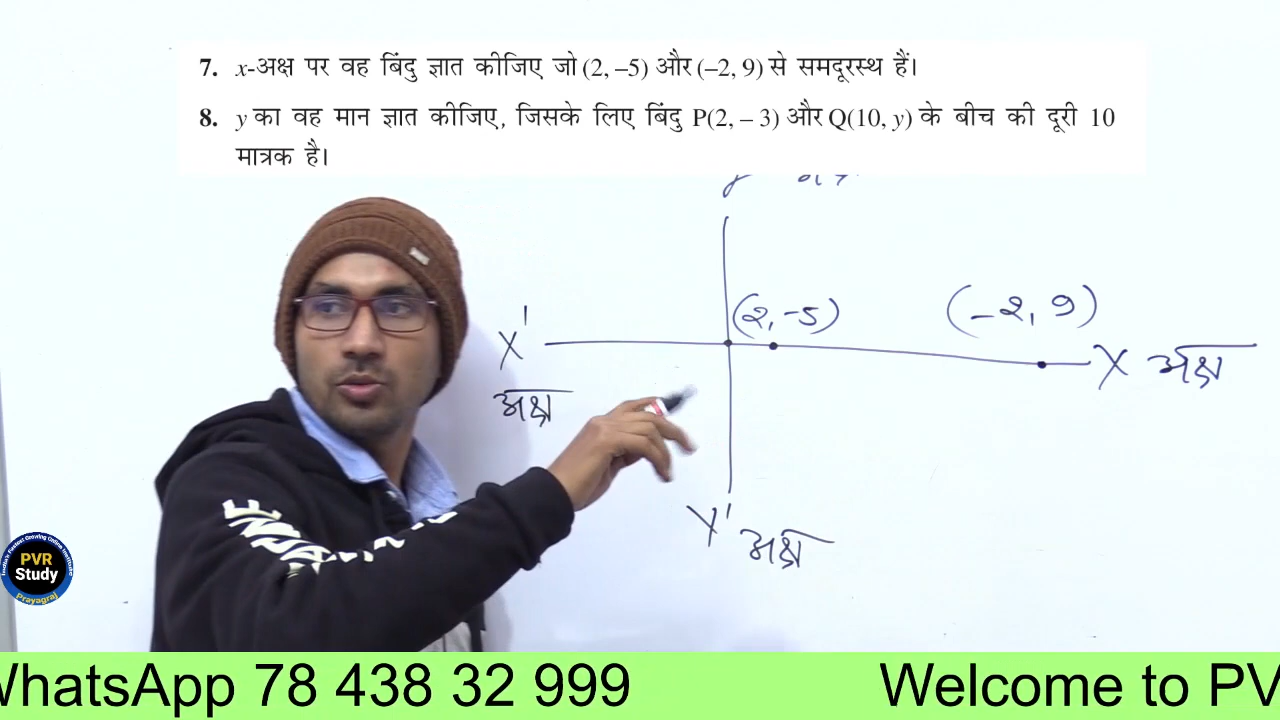 7. x-अक्ष पर वह बिंदु ज्ञात कीजिए जो (2, –5) और (–2, 9) से समदूरस्थ हैं।
8. y का वह मान ज्ञात कीजिए, जिसके लिए बिंदु P(2, – 3) और Q(10, y) के बीच की दूरी 10
मात्रक है।
(2, -5)
(-2, 9)
X'
अक्ष
X अक्ष
Y' अक्ष
PVR
Study
Prayagraj
WhatsApp 78 438 32 999
Welcome to PV